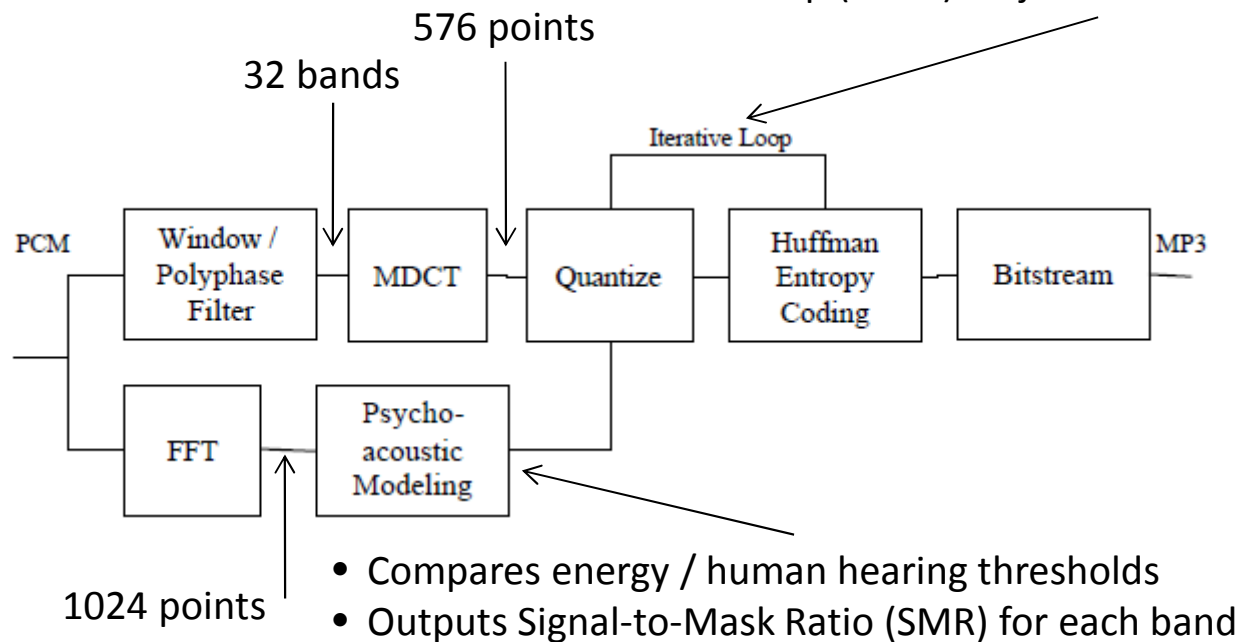 576 points
32 bands
Iterative Loop
PCM
Window /
Polyphase
Filter
MDCT
Quantize
Huffman
Entropy
Coding
Bitstream
MP3
FFT
Psycho-
acoustic
Modeling
1024 points
• Compares energy / human hearing thresholds
• Outputs Signal-to-Mask Ratio (SMR) for each band